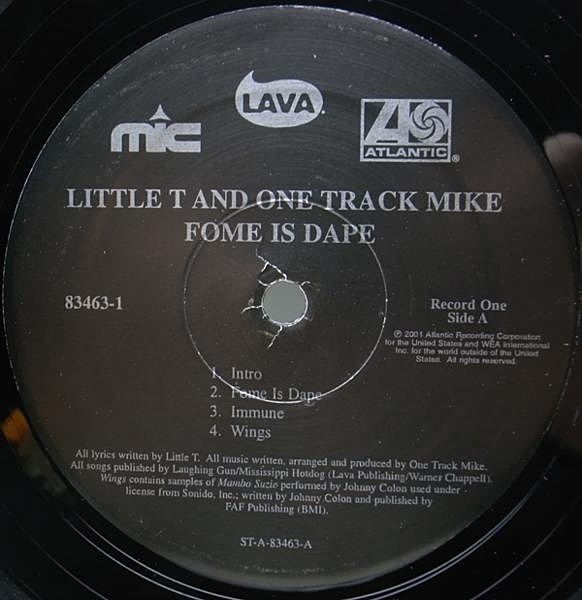 LAVA
mic
ATLANTIC®
LITTLE T AND ONE TRACK MIKE
FOME IS DAPE
83463-1
Record One
Side A
℗ 2001 Atlantic Recording Corporation
for the United States and WEA International
Inc. for the world outside of the United
States. All rights reserved.
1. Intro
2. Fome Is Dape
3. Immune
4. Wings
All lyrics written by Little T. All music written, arranged and produced by One Track Mike.
All songs published by Laughing Gun/Mississippi Hotdog (Lava Publishing/Warner Chappell).
Wings contains samples of Mambo Suzie performed by Johnny Colon used under
license from Sonido, Inc.; written by Johnny Colon and published by
FAF Publishing (BMI).
ST-A-83463-A